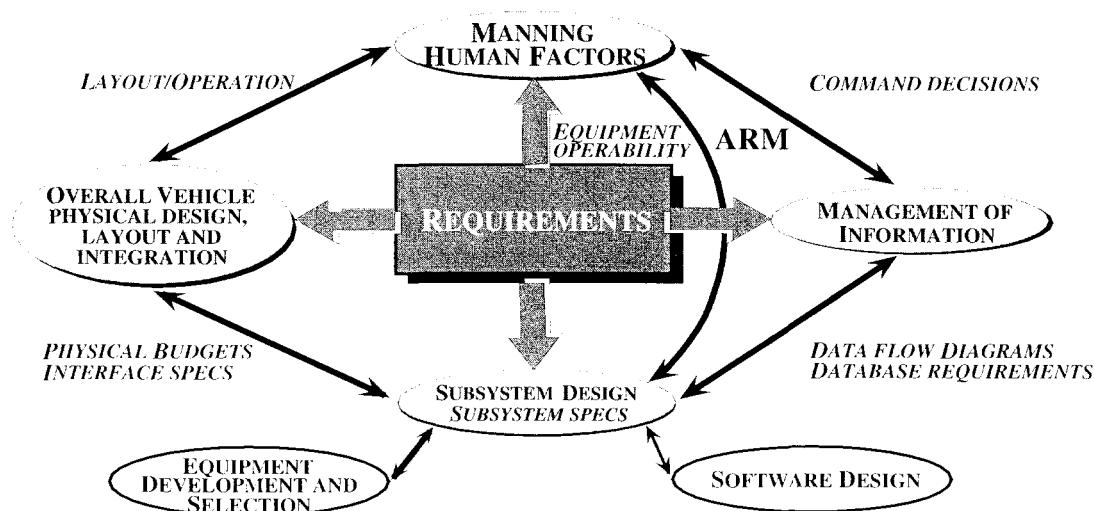 MANNING
HUMAN FACTORS
LAYOUT/OPERATION
COMMAND DECISIONS
EQUIPMENT
OPERABILITY
ARM
OVERALL VEHICLE
PHYSICAL DESIGN,
LAYOUT AND
INTEGRATION
REQUIREMENTS
MANAGEMENT OF
INFORMATION
PHYSICAL BUDGETS
INTERFACE SPECS
DATA FLOW DIAGRAMS
DATABASE REQUIREMENTS
SUBSYSTEM DESIGN
SUBSYSTEM SPECS
EQUIPMENT
DEVELOPMENT AND
SELECTION
SOFTWARE DESIGN